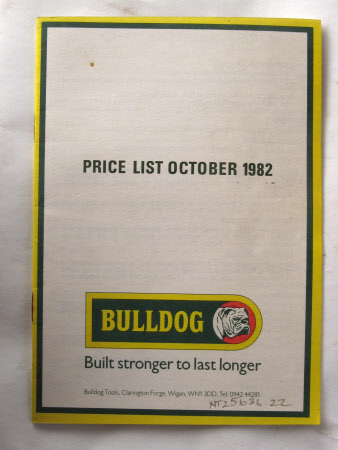 PRICE LIST OCTOBER 1982
BULLDOG
Built stronger to last longer
Bulldog Tools, Clarington Forge, Wigan, WN1 3DD. Tel: 0942 44281.
NT25636-22